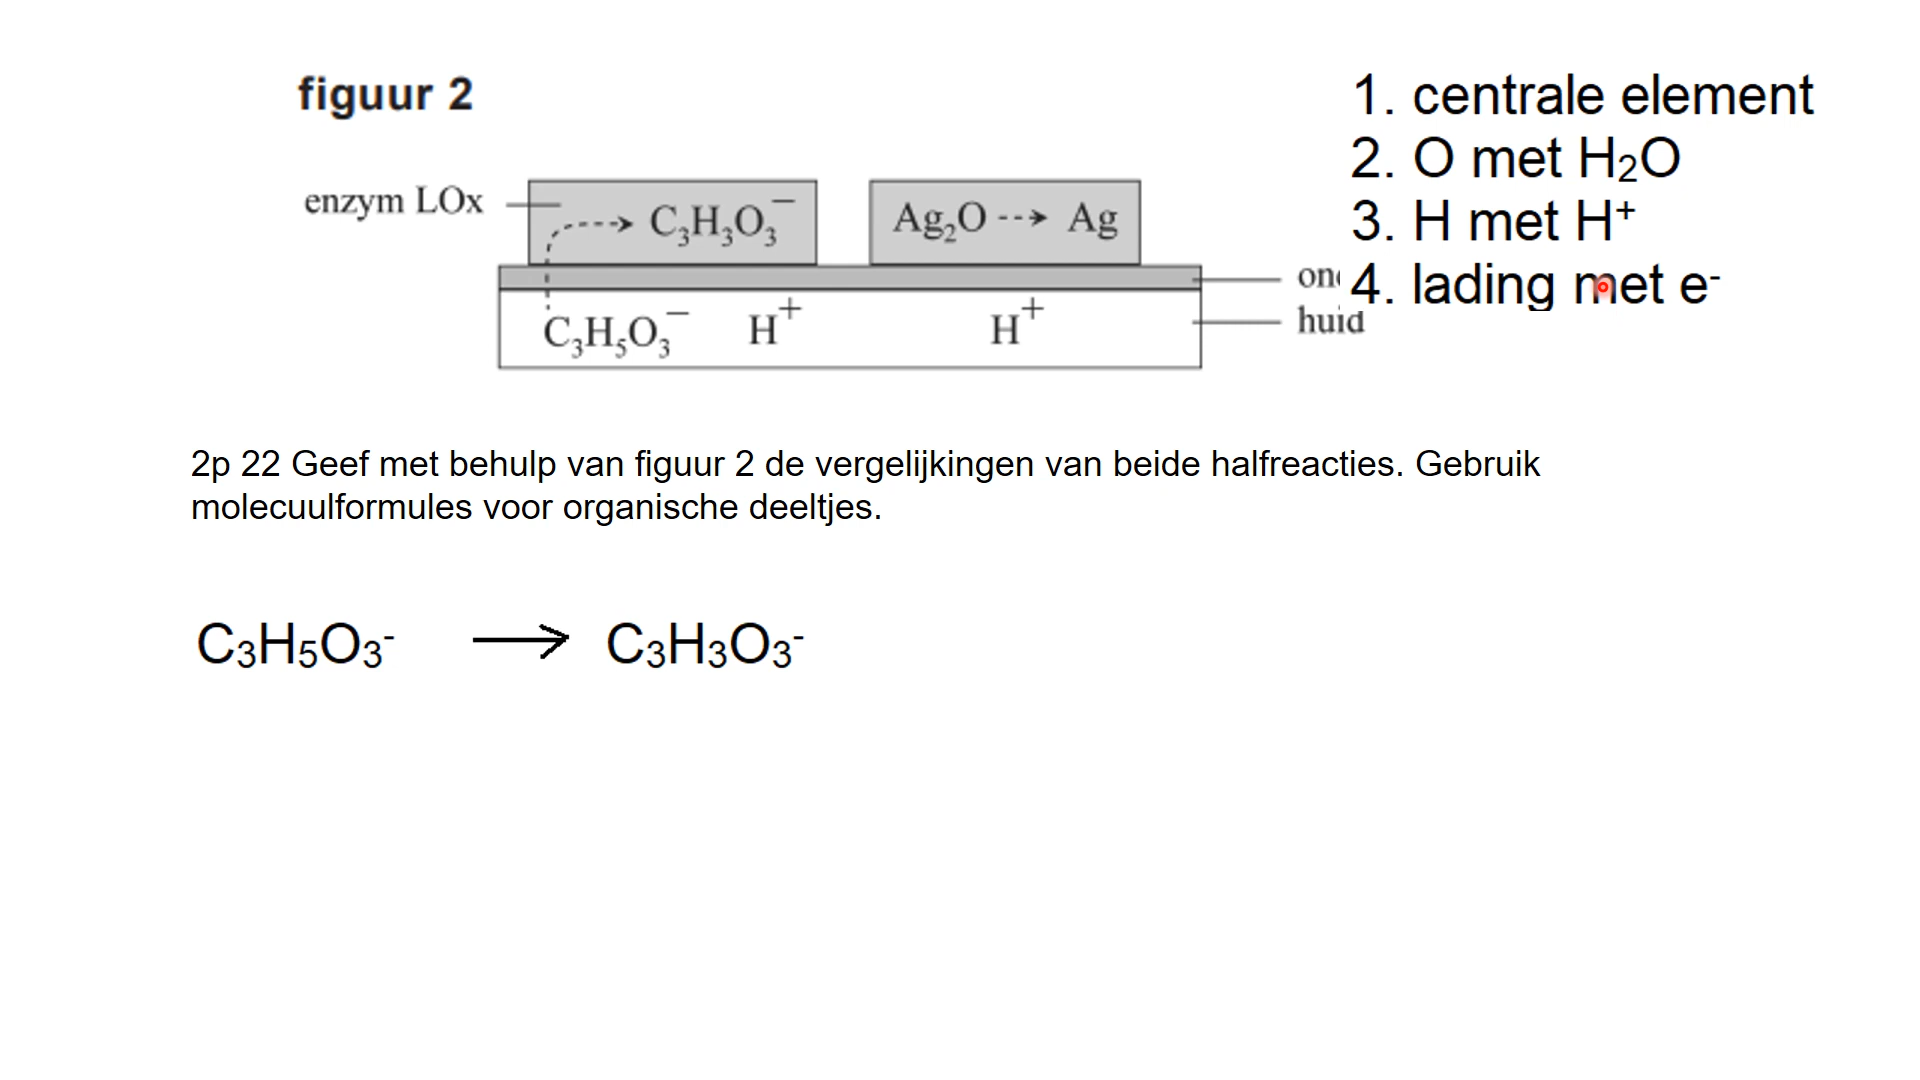 figuur 2
1. centrale element
2. O met H₂O
3. H met H⁺
4. lading met e⁻
enzym LOx
C₃H₃O₃⁻
Ag₂O --➤ Ag
huid
C₃H₅O₃⁻ H⁺ H⁺
2p 22 Geef met behulp van figuur 2 de vergelijkingen van beide halfreacties. Gebruik
molecuulformules voor organische deeltjes.
C₃H₅O₃⁻ ⟶ C₃H₃O₃⁻